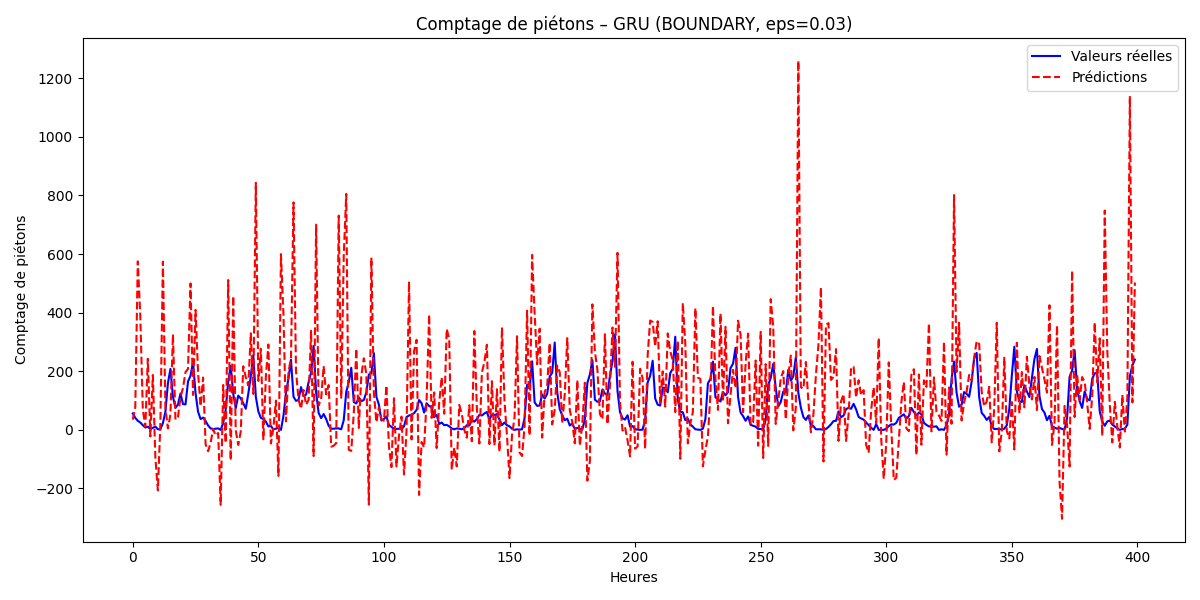 Comptage de piétons – GRU (BOUNDARY, eps=0.03)
Valeurs réelles
Prédictions
Comptage de piétons
1200
1000
800
600
400
200
0
−200
0 50 100 150 200 250 300 350 400
Heures